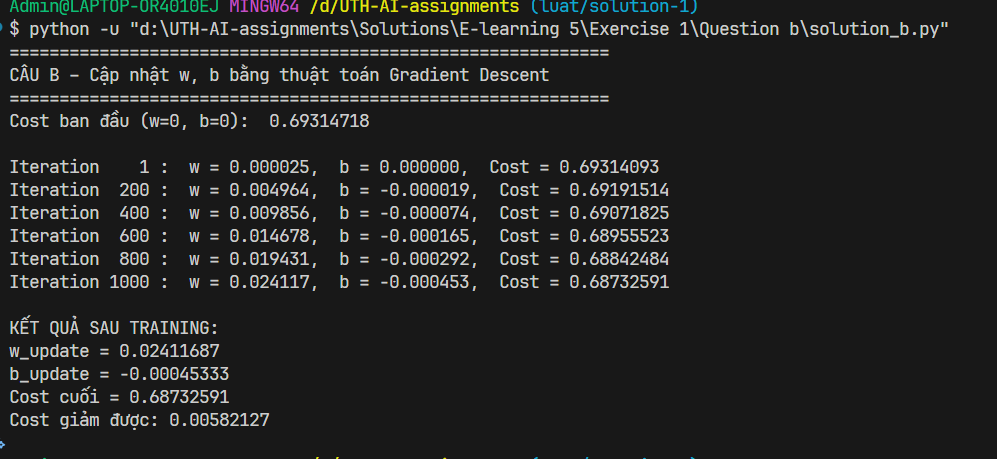 Admin@LAPTOP-OR4010EJ MINGW64 /d/UTH-AI-assignments (luat/solution-1)
$ python -u "d:\UTH-AI-assignments\Solutions\E-learning 5\Exercise 1\Question b\solution_b.py"
============================================================
CÂU B – Cập nhật w, b bằng thuật toán Gradient Descent
============================================================
Cost ban đầu (w=0, b=0):  0.69314718
Iteration    1 :  w = 0.000025,  b = 0.000000,  Cost = 0.69314093
Iteration  200 :  w = 0.004964,  b = -0.000019,  Cost = 0.69191514
Iteration  400 :  w = 0.009856,  b = -0.000074,  Cost = 0.69071825
Iteration  600 :  w = 0.014678,  b = -0.000165,  Cost = 0.68955523
Iteration  800 :  w = 0.019431,  b = -0.000292,  Cost = 0.68842484
Iteration 1000 :  w = 0.024117,  b = -0.000453,  Cost = 0.68732591
KẾT QUẢ SAU TRAINING:
w_update = 0.02411687
b_update = -0.00045333
Cost cuối = 0.68732591
Cost giảm được: 0.00582127